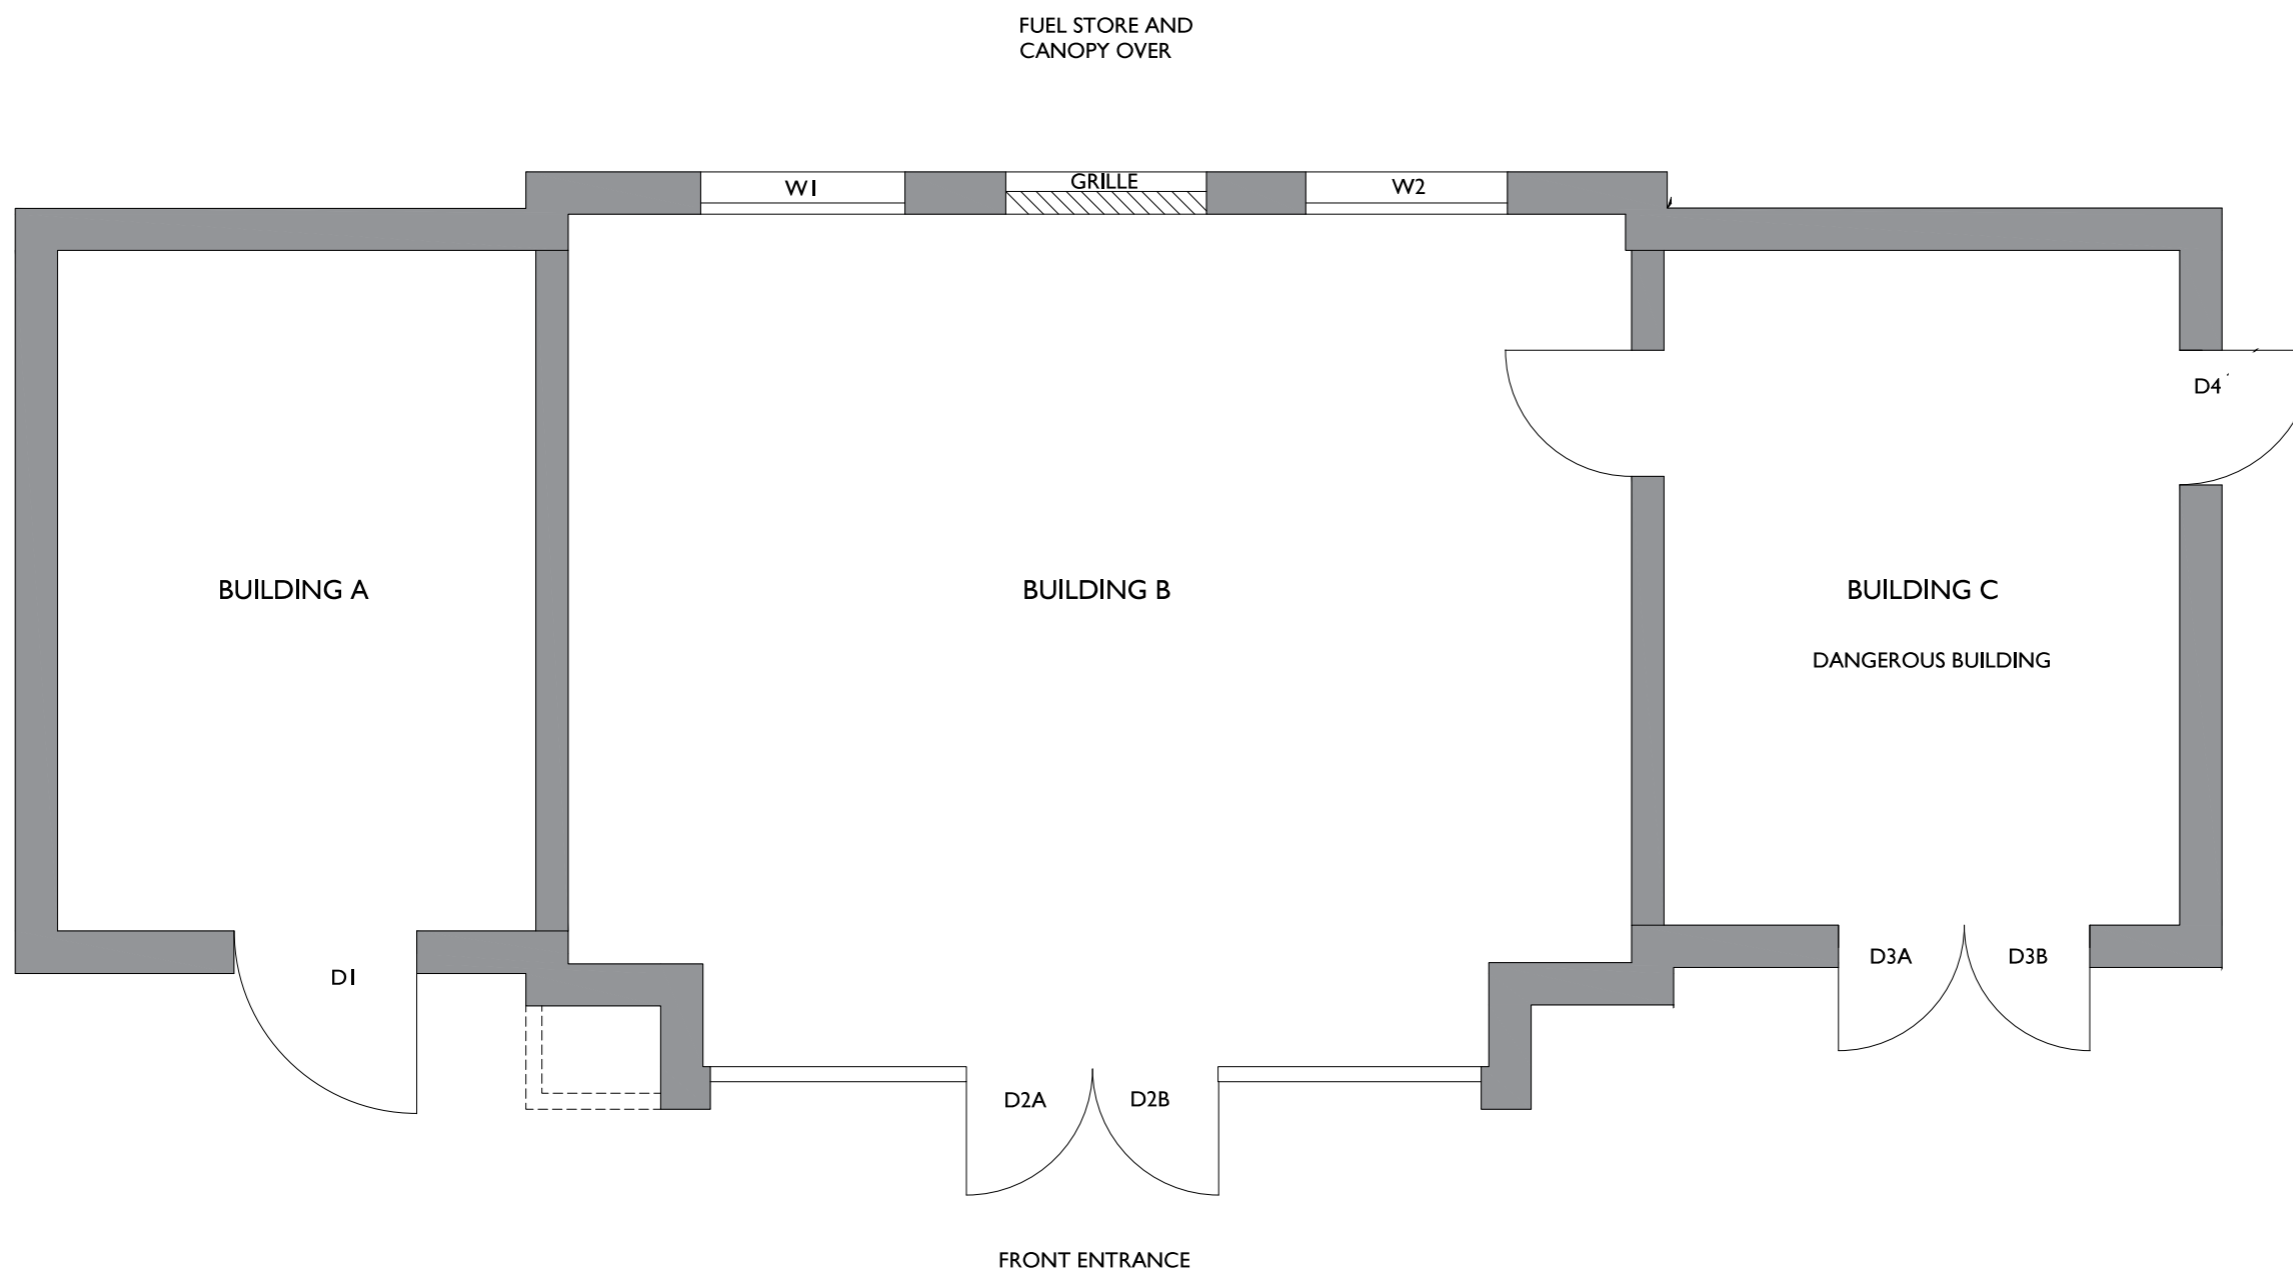 FUEL STORE AND
CANOPY OVER
W1
GRILLE
W2
D4
BUILDING A
BUILDING B
BUILDING C
DANGEROUS BUILDING
D1
D3A
D3B
D2A
D2B
FRONT ENTRANCE